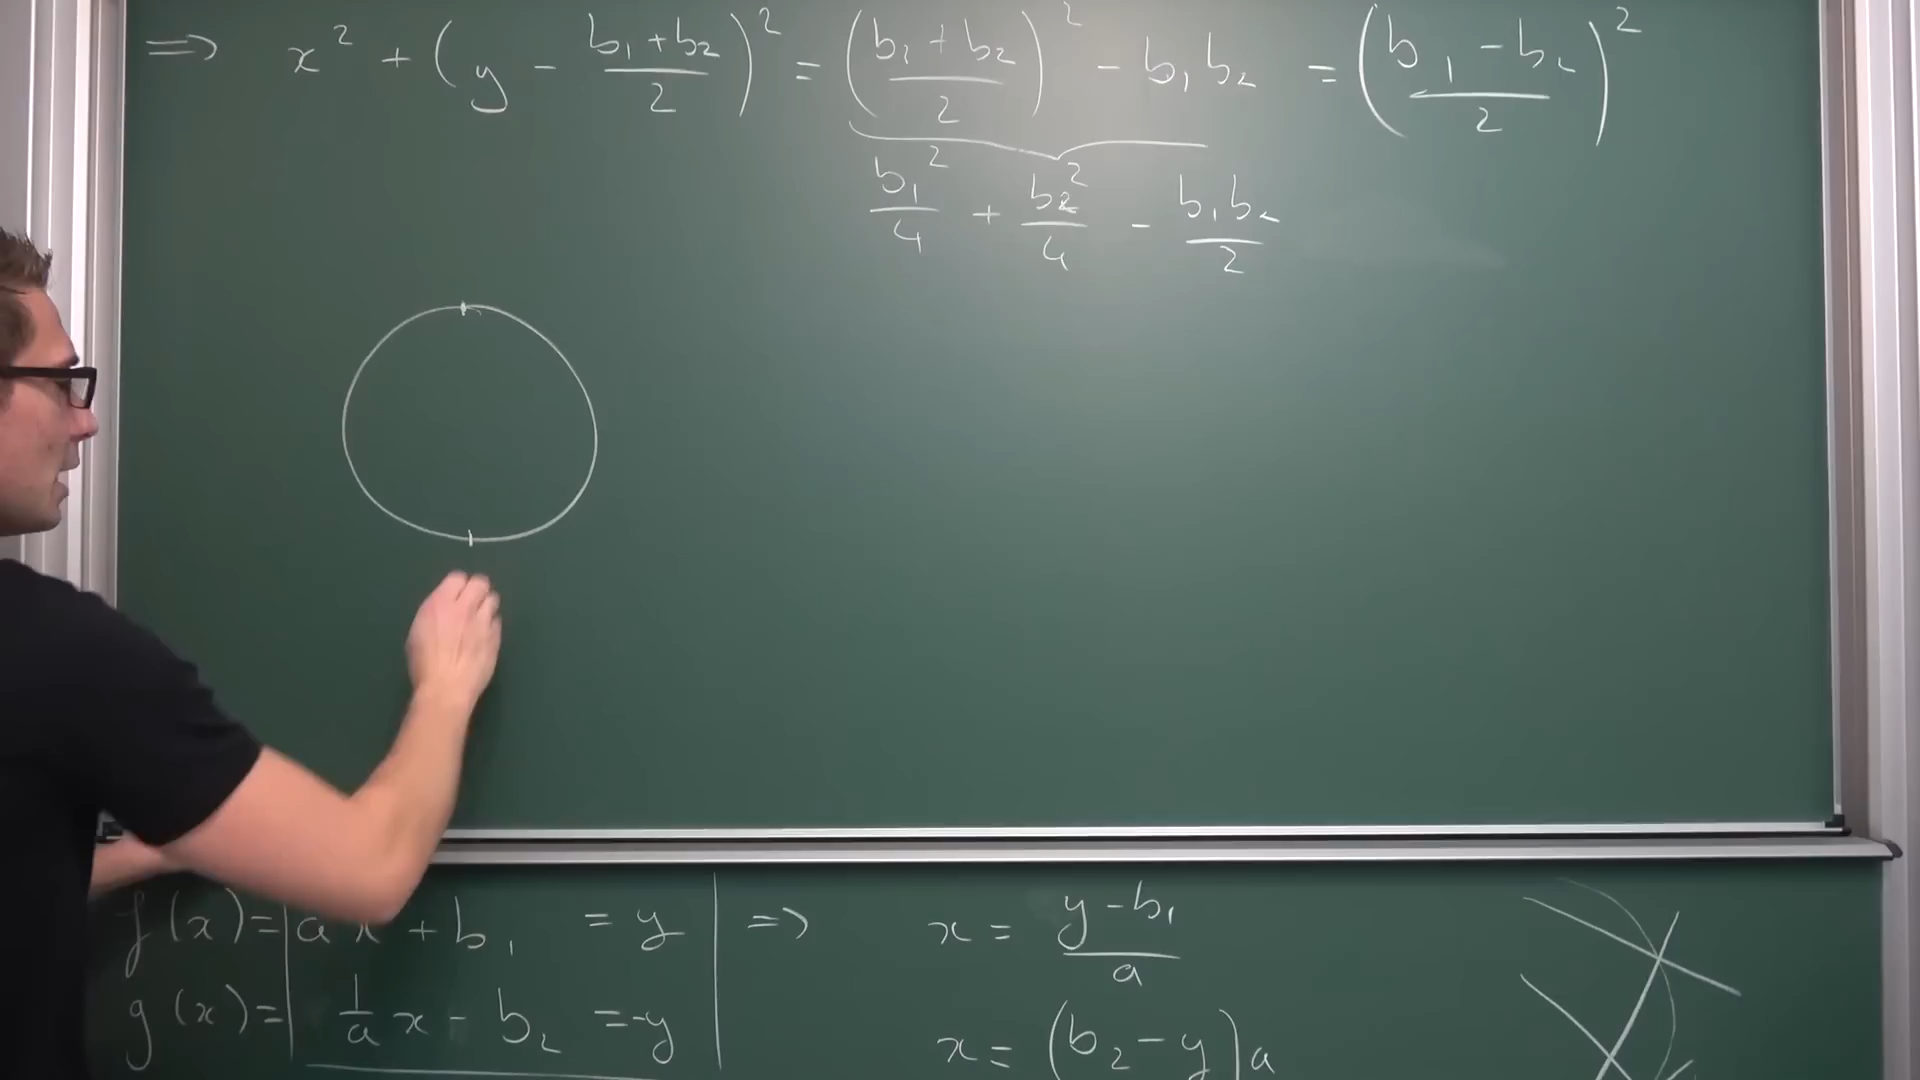 ⇒ x² + (y - (b₁+b₂)/2)² = ((b₁+b₂)/2)² - b₁b₂ = ((b₁-b₂)/2)²
b₁²/4 + b₂²/4 - b₁b₂/2
f(x)= ax + b₁ = y ⇒ x = (y-b₁)/a
g(x)= 1/a x - b₂ = -y x = (b₂-y)a